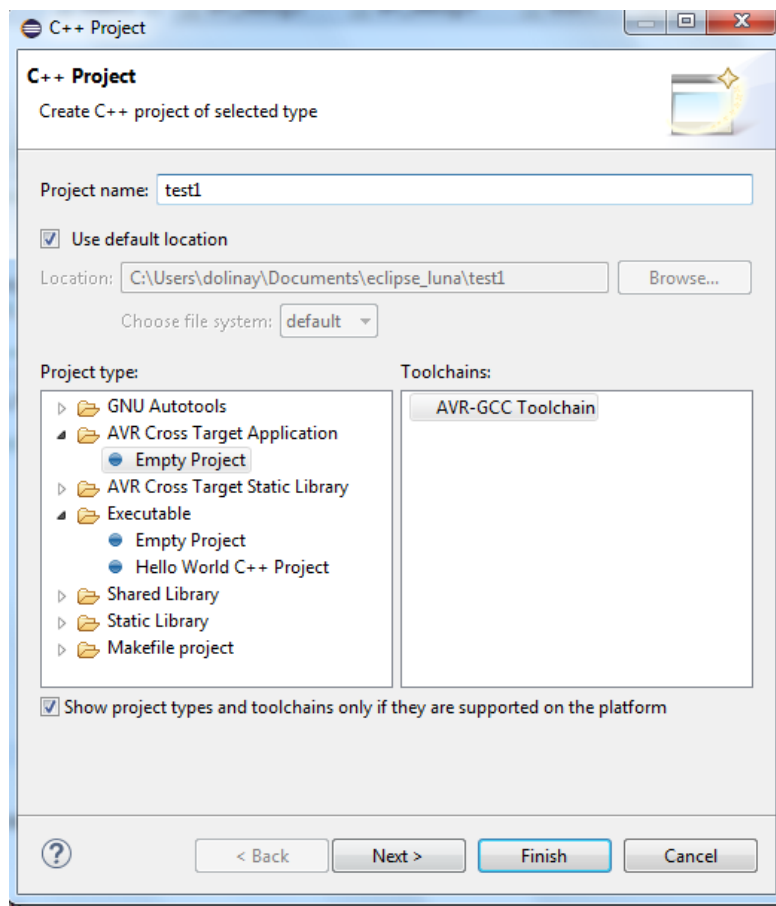 C++ Project
C++ Project
Create C++ project of selected type
Project name: test1
Use default location
Location: C:\Users\dolinay\Documents\eclipse_luna\test1 Browse...
Choose file system: default
Project type: Toolchains:
GNU Autotools AVR-GCC Toolchain
AVR Cross Target Application
Empty Project
AVR Cross Target Static Library
Executable
Empty Project
Hello World C++ Project
Shared Library
Static Library
Makefile project
Show project types and toolchains only if they are supported on the platform
? < Back Next > Finish Cancel